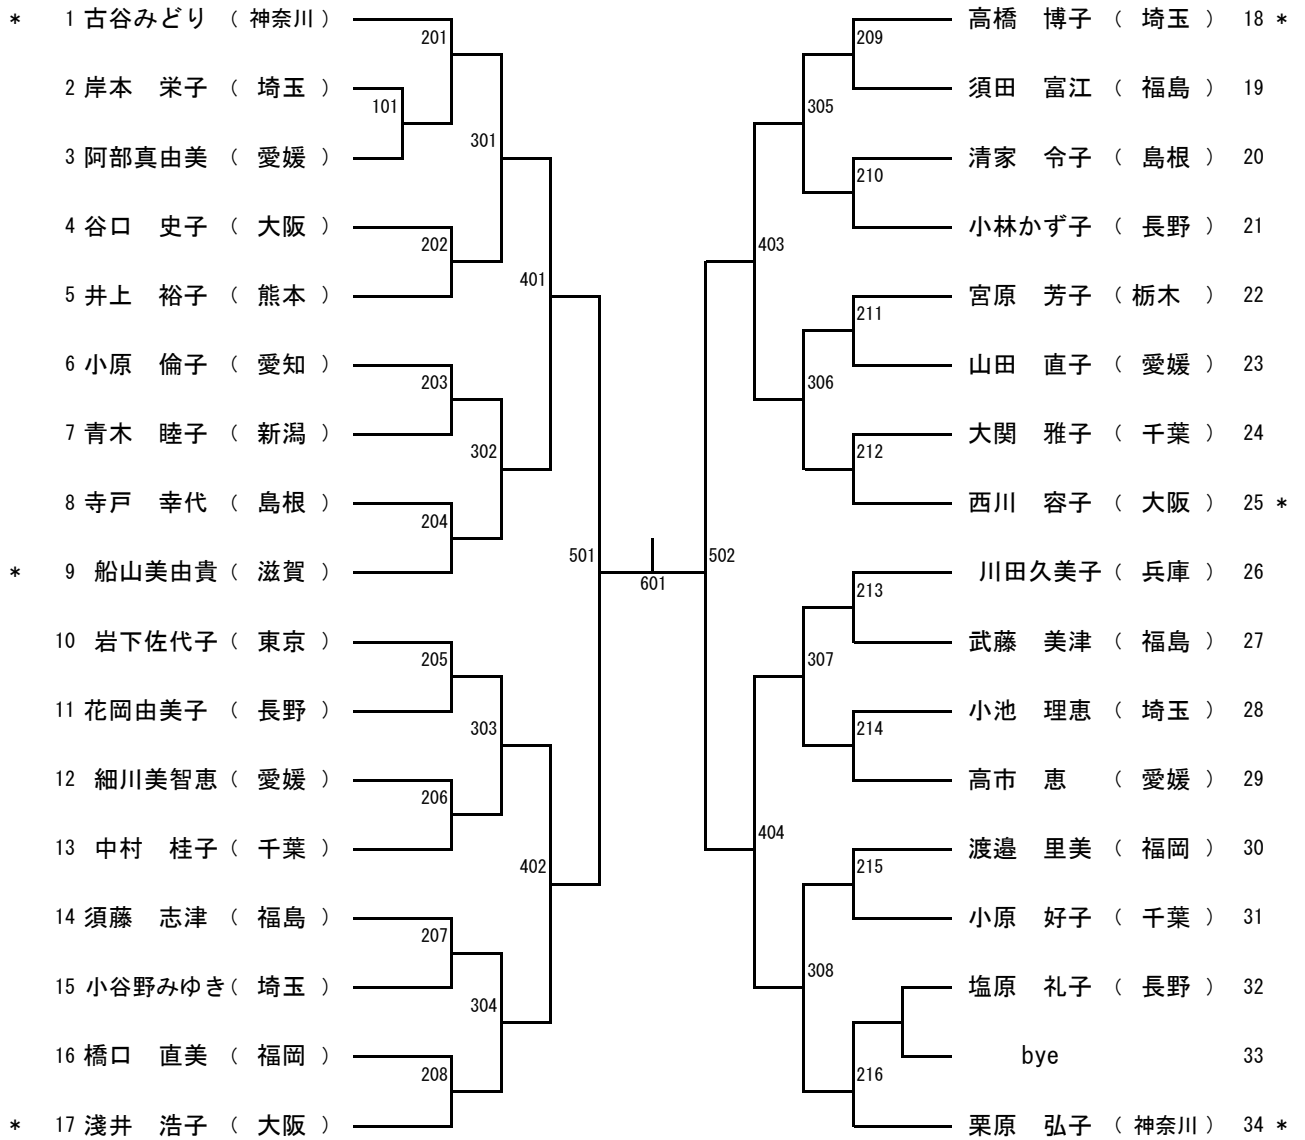 * 1 古谷みどり （ 神奈川 ）
201
2 岸本　栄子 （ 埼玉 ）
101
3 阿部真由美 （ 愛媛 ）
301
4 谷口　史子 （ 大阪 ）
202
5 井上　裕子 （ 熊本 ）
401
6 小原　倫子 （ 愛知 ）
203
7 青木　睦子 （ 新潟 ）
302
8 寺戸　幸代 （ 島根 ）
204
* 9 船山美由貴 （ 滋賀 ）
501
10 岩下佐代子 （ 東京 ）
205
11 花岡由美子 （ 長野 ）
303
12 細川美智恵 （ 愛媛 ）
206
13 中村　桂子 （ 千葉 ）
402
14 須藤　志津 （ 福島 ）
207
15 小谷野みゆき （ 埼玉 ）
304
16 橋口　直美 （ 福岡 ）
208
* 17 淺井　浩子 （ 大阪 ）
601
高橋　博子 （ 埼玉 ） 18 *
209
須田　富江 （ 福島 ） 19
305
清家　令子 （ 島根 ） 20
210
小林かず子 （ 長野 ） 21
403
宮原　芳子 （ 栃木 ） 22
211
山田　直子 （ 愛媛 ） 23
306
大関　雅子 （ 千葉 ） 24
212
西川　容子 （ 大阪 ） 25 *
502
川田久美子 （ 兵庫 ） 26
213
武藤　美津 （ 福島 ） 27
307
小池　理恵 （ 埼玉 ） 28
214
高市　恵 （ 愛媛 ） 29
404
渡邉　里美 （ 福岡 ） 30
215
小原　好子 （ 千葉 ） 31
308
塩原　礼子 （ 長野 ） 32
bye 33
216
栗原　弘子 （ 神奈川 ） 34 *